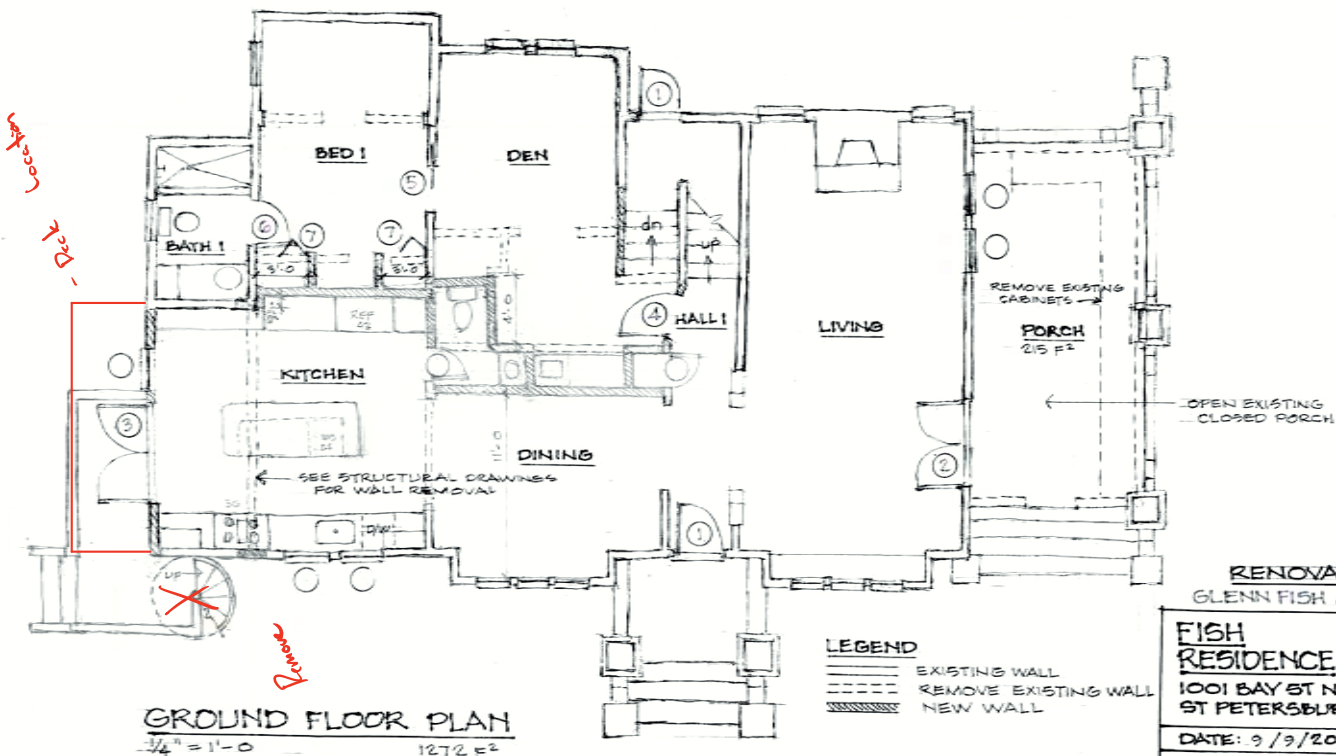 - Deck Location
BED 1
DEN
1
5
6
7
7
BATH 1
3'-0
3'-0
dn
UP
REMOVE EXISTING
CABINETS
PORCH
215 F²
REF
42
4
HALL 1
LIVING
KITCHEN
3
OPEN EXISTING
CLOSED PORCH
DINING
2
SEE STRUCTURAL DRAWINGS
FOR WALL REMOVAL
30
D/W
1
UP
Remove
RENOVA
GLENN FISH
FISH
RESIDENCE
1001 BAY ST N
ST PETERSBU
DATE: 9/9/20
LEGEND
EXISTING WALL
REMOVE EXISTING WALL
NEW WALL
GROUND FLOOR PLAN
1/4" = 1'-0
1272 F²